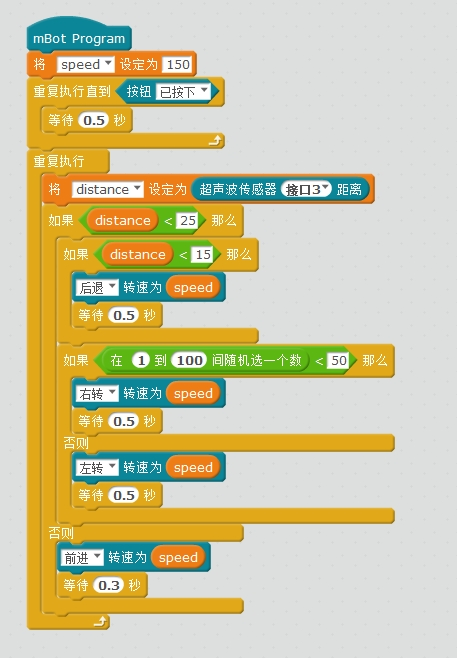 mBot Program
将 speed 设定为 150
重复执行直到 按钮 已按下
等待 0.5 秒
重复执行
将 distance 设定为 超声波传感器 接口3 距离
如果 distance < 25 那么
如果 distance < 15 那么
后退 转速为 speed
等待 0.5 秒
如果 在 1 到 100 间随机选一个数 < 50 那么
右转 转速为 speed
等待 0.5 秒
否则
左转 转速为 speed
等待 0.5 秒
否则
前进 转速为 speed
等待 0.3 秒